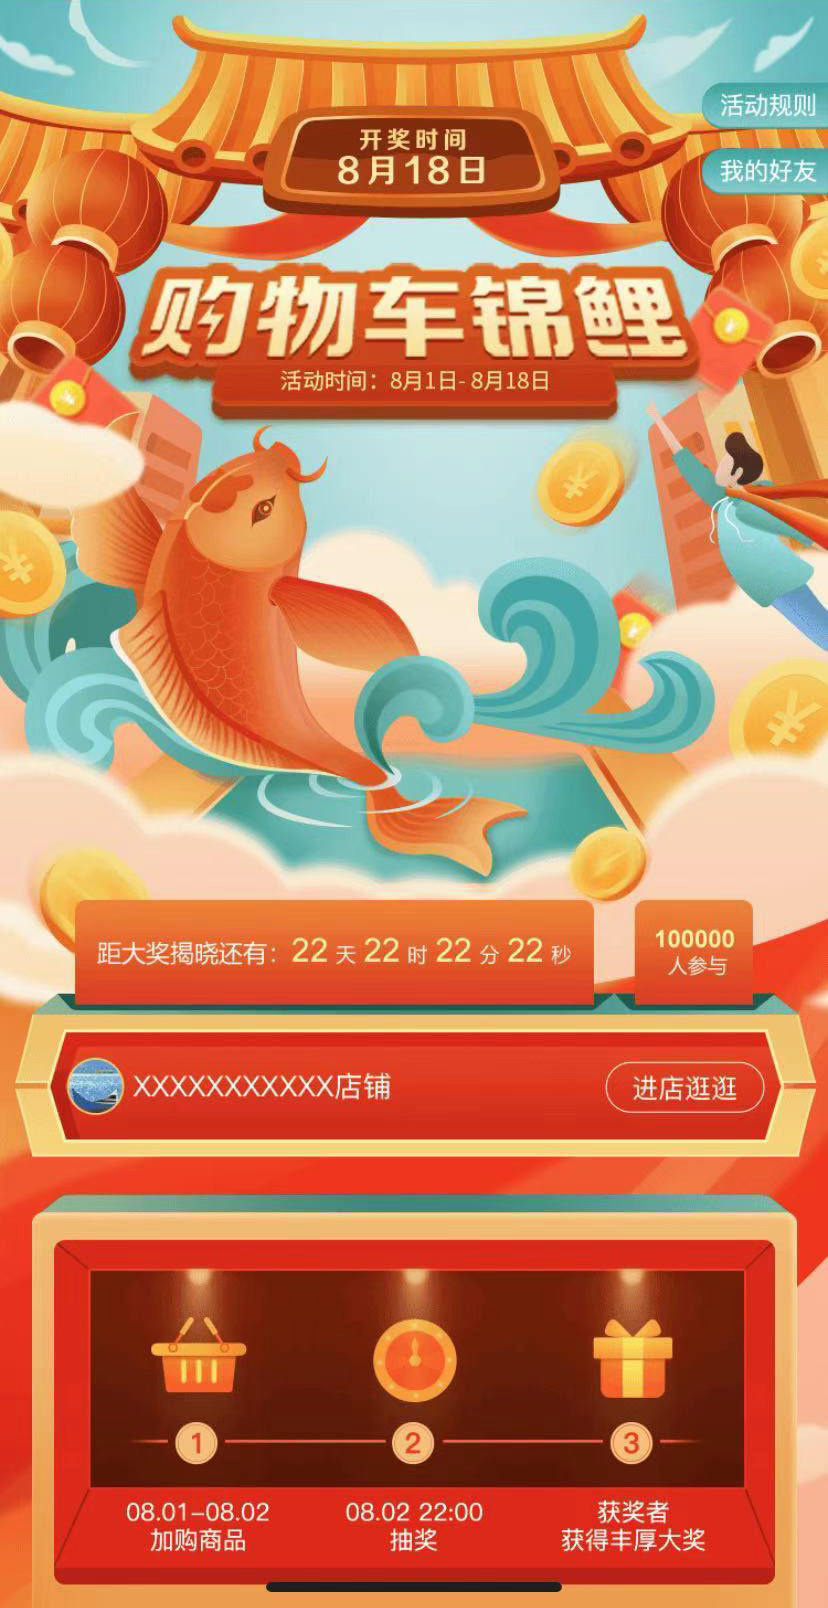 活动规则
开奖时间
8月18日
我的好友
购物车锦鲤
活动时间：8月1日- 8月18日
距大奖揭晓还有：22 天 22 时 22 分 22 秒
100000
人参与
XXXXXXXXXXX店铺
进店逛逛
1
2
3
08.01-08.02
加购商品
08.02 22:00
抽奖
获奖者
获得丰厚大奖